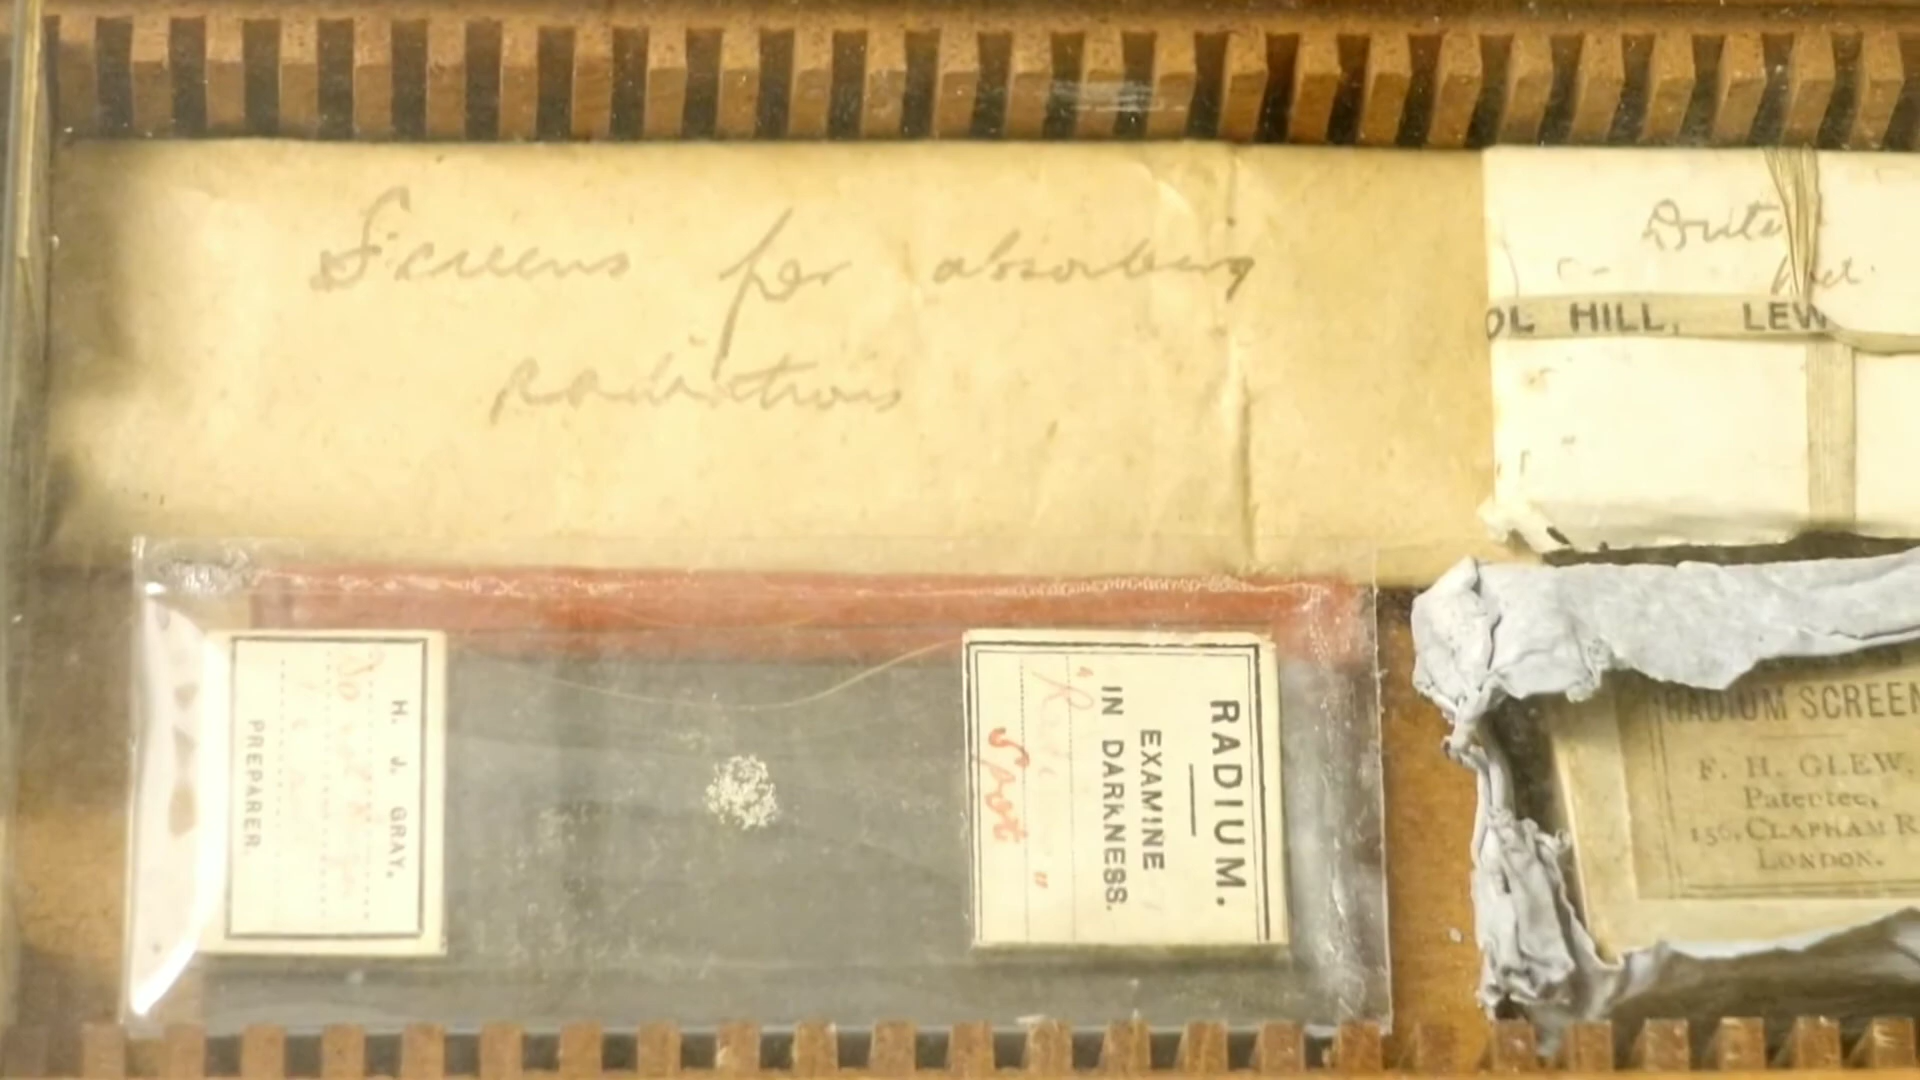 Screens for absorbing
radiations
OL HILL, LEW
H. J. GRAY,
PREPARER.
RADIUM.
EXAMINE
IN DARKNESS.
Spot
RADIUM SCREEN
F. H. GLEW,
Patentee,
156, CLAPHAM R
LONDON.